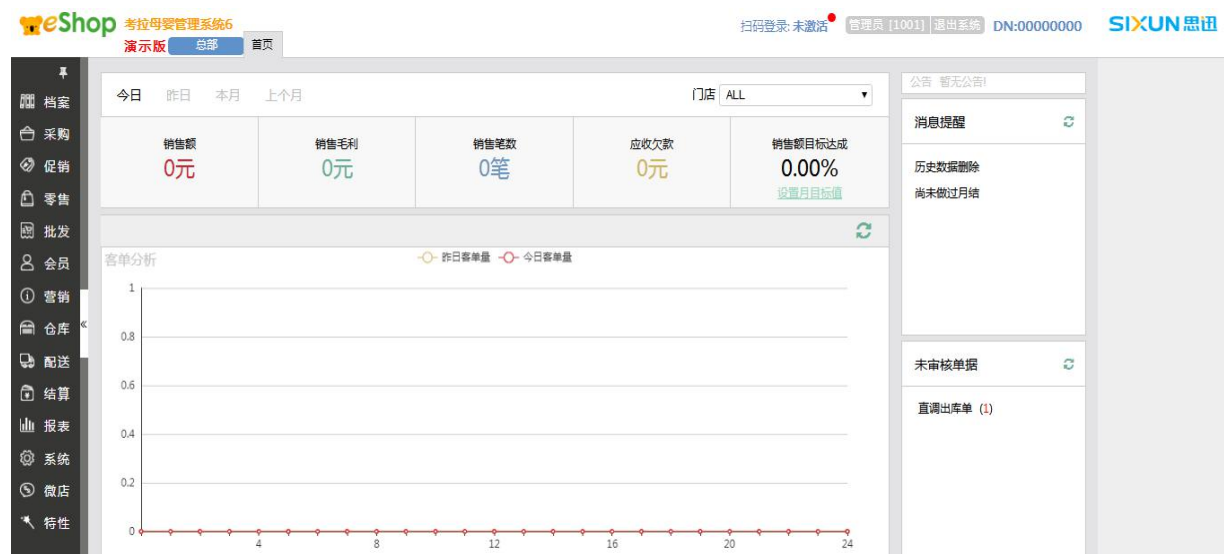 eShop 考拉母婴管理系统6
演示版 总部 首页
扫码登录: 未激活 管理员 [1001] 退出系统 DN:00000000 SIXUN思迅
档案
采购
促销
零售
批发
会员
营销
仓库
配送
结算
报表
系统
微店
特性
«
今日 昨日 本月 上个月 门店 ALL
销售额 销售毛利 销售笔数 应收欠款 销售额目标达成
0元 0元 0笔 0元 0.00%
设置月目标值
客单分析 昨日客单量 今日客单量
1
0.8
0.6
0.4
0.2
0
4 8 12 16 20 24
公告 暂无公告!
消息提醒
历史数据删除
尚未做过月结
未审核单据
直调出库单 (1)